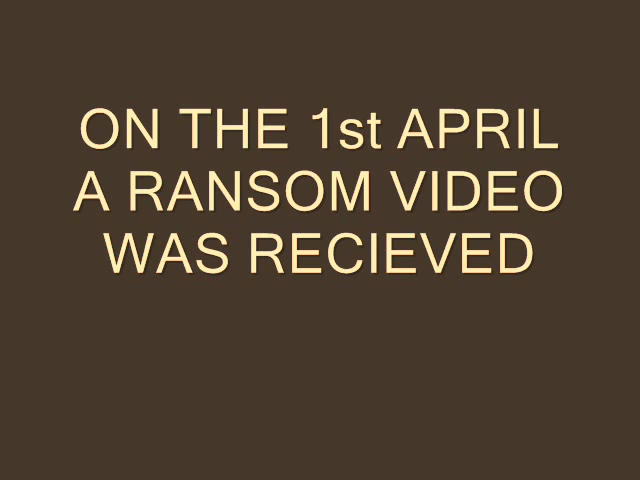 ON THE 1st APRIL
A RANSOM VIDEO
WAS RECIEVED